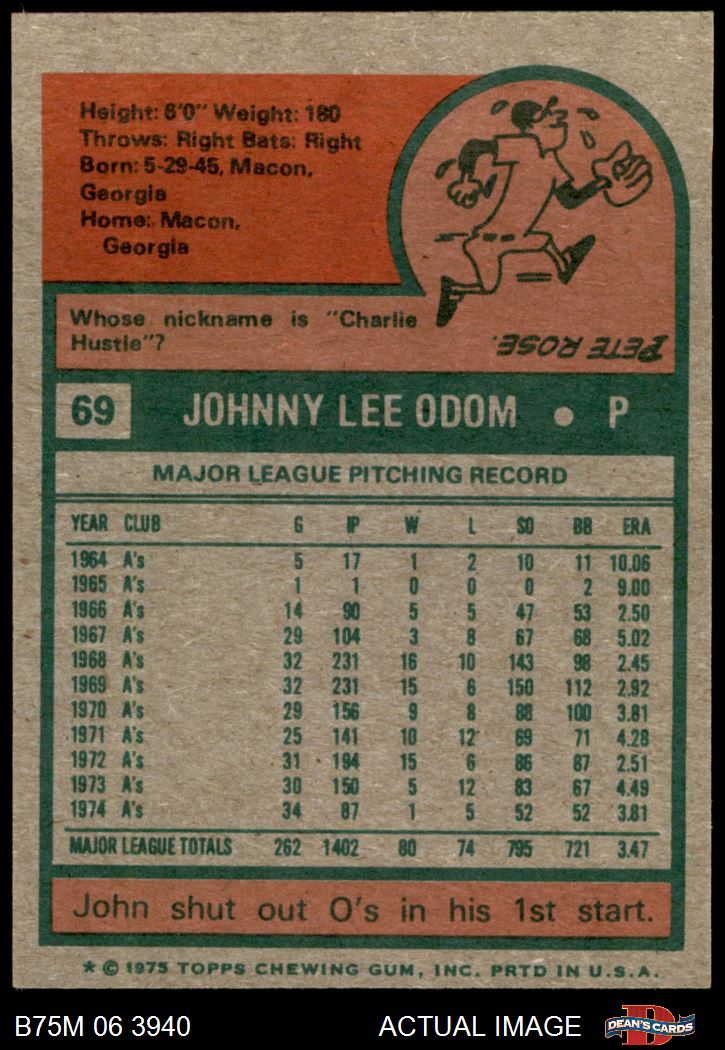 Height: 6'0" Weight: 180
Throws: Right Bats: Right
Born: 5-29-45, Macon,
Georgia
Home: Macon,
Georgia
Whose nickname is "Charlie
Hustle"?
PETE ROSE.
69 JOHNNY LEE ODOM • P
MAJOR LEAGUE PITCHING RECORD
YEAR CLUB G IP W L SO BB ERA
1964 A's 5 17 1 2 10 11 10.06
1965 A's 1 1 0 0 0 2 9.00
1966 A's 14 90 5 5 47 53 2.50
1967 A's 29 104 3 8 67 68 5.02
1968 A's 32 231 16 10 143 98 2.45
1969 A's 32 231 15 6 150 112 2.92
1970 A's 29 156 9 8 88 100 3.81
1971 A's 25 141 10 12 69 71 4.28
1972 A's 31 194 15 6 86 87 2.51
1973 A's 30 150 5 12 83 67 4.49
1974 A's 34 87 1 5 52 52 3.81
MAJOR LEAGUE TOTALS 262 1402 80 74 795 721 3.47
John shut out O's in his 1st start.
* © 1975 TOPPS CHEWING GUM, INC. PRTD IN U.S.A.
B75M 06 3940 ACTUAL IMAGE DEAN'S CARDS